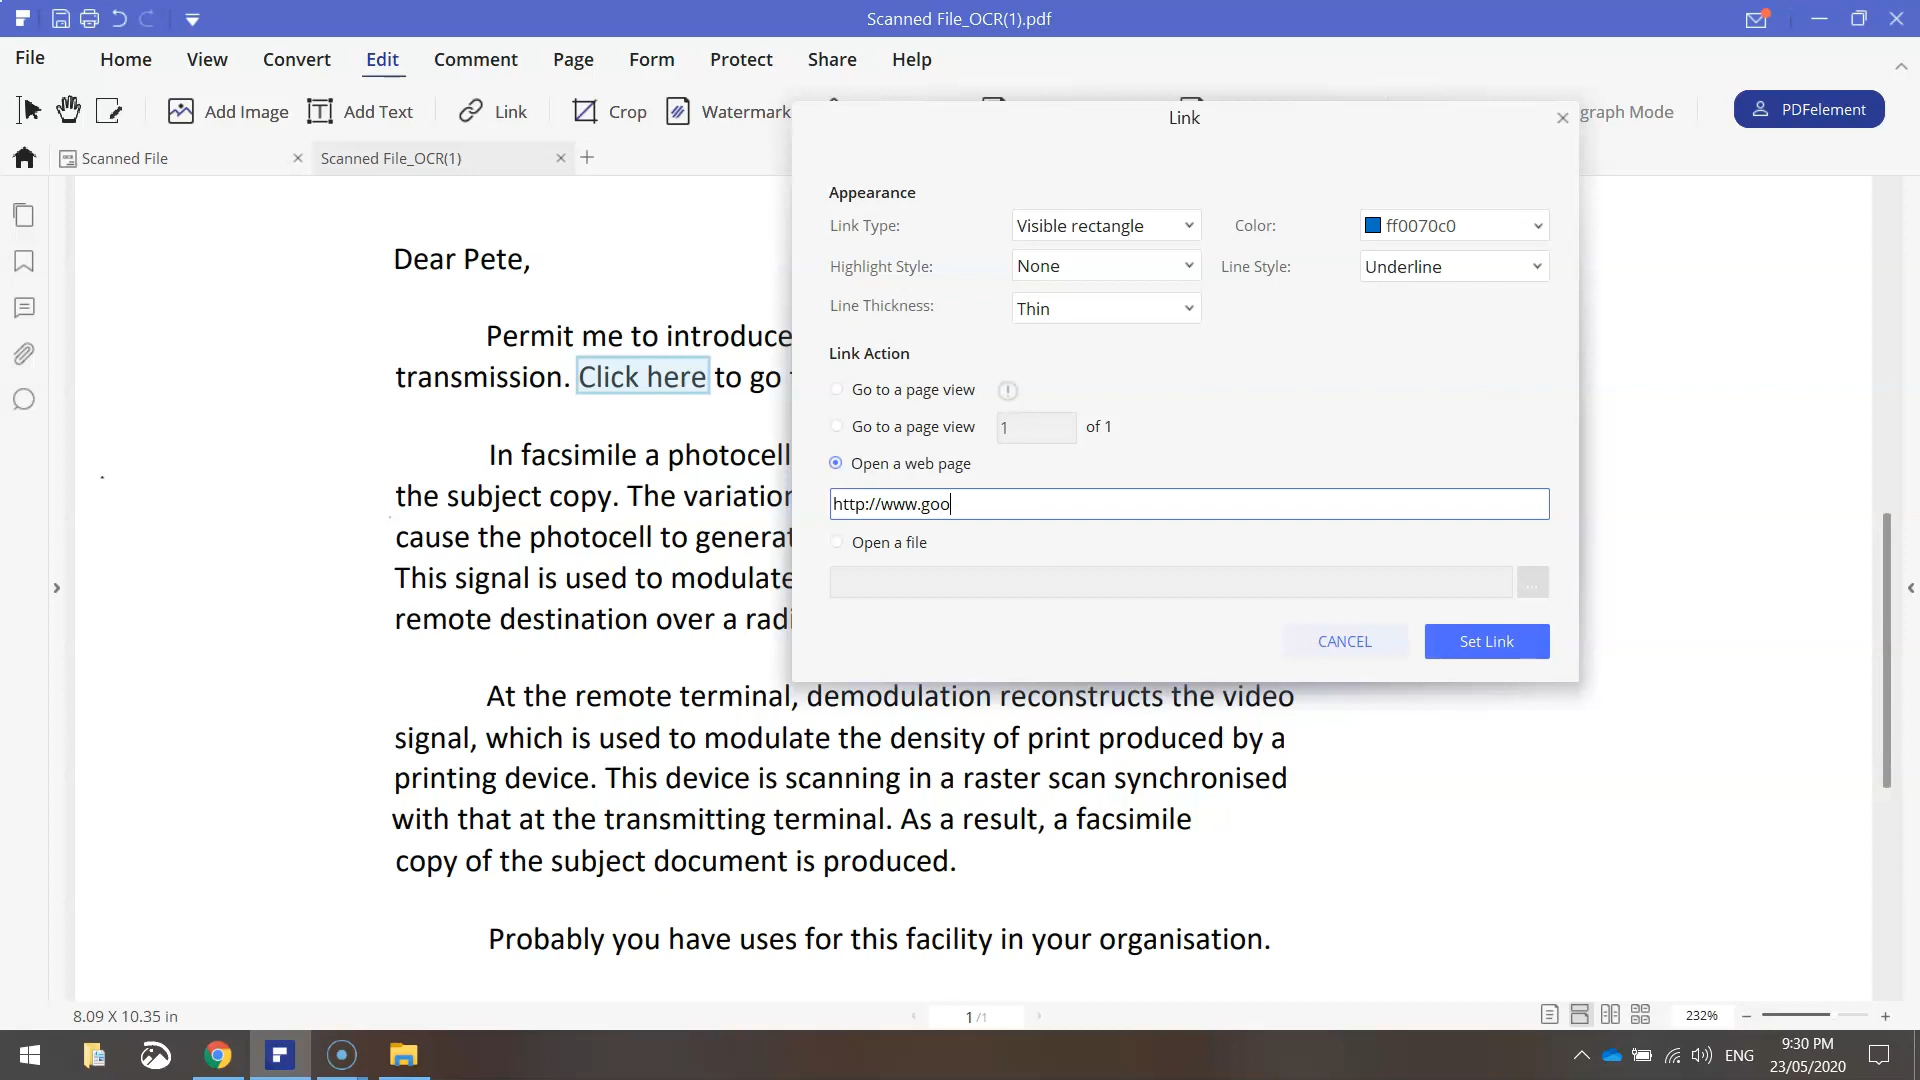 Scanned File_OCR(1).pdf
File Home View Convert Edit Comment Page Form Protect Share Help
Add Image Add Text Link Crop Watermark graph Mode PDFelement
Scanned File Scanned File_OCR(1)
Link
Appearance
Link Type: Visible rectangle Color: ff0070c0
Highlight Style: None Line Style: Underline
Line Thickness: Thin
Link Action
Go to a page view
Go to a page view 1 of 1
Open a web page
http://www.goo
Open a file
...
CANCEL Set Link
Dear Pete,
Permit me to introduce
transmission. Click here to go
In facsimile a photocell
the subject copy. The variation
cause the photocell to generat
This signal is used to modulate
remote destination over a radi
At the remote terminal, demodulation reconstructs the video
signal, which is used to modulate the density of print produced by a
printing device. This device is scanning in a raster scan synchronised
with that at the transmitting terminal. As a result, a facsimile
copy of the subject document is produced.
Probably you have uses for this facility in your organisation.
8.09 X 10.35 in 1 /1 232%
ENG 9:30 PM
23/05/2020